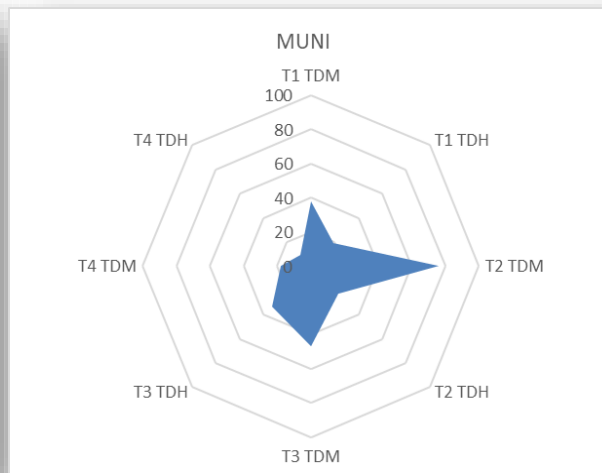 MUNI
T1 TDM
100
T4 TDH
80
T1 TDH
60
40
20
T4 TDM
0
T2 TDM
T3 TDH
T2 TDH
T3 TDM